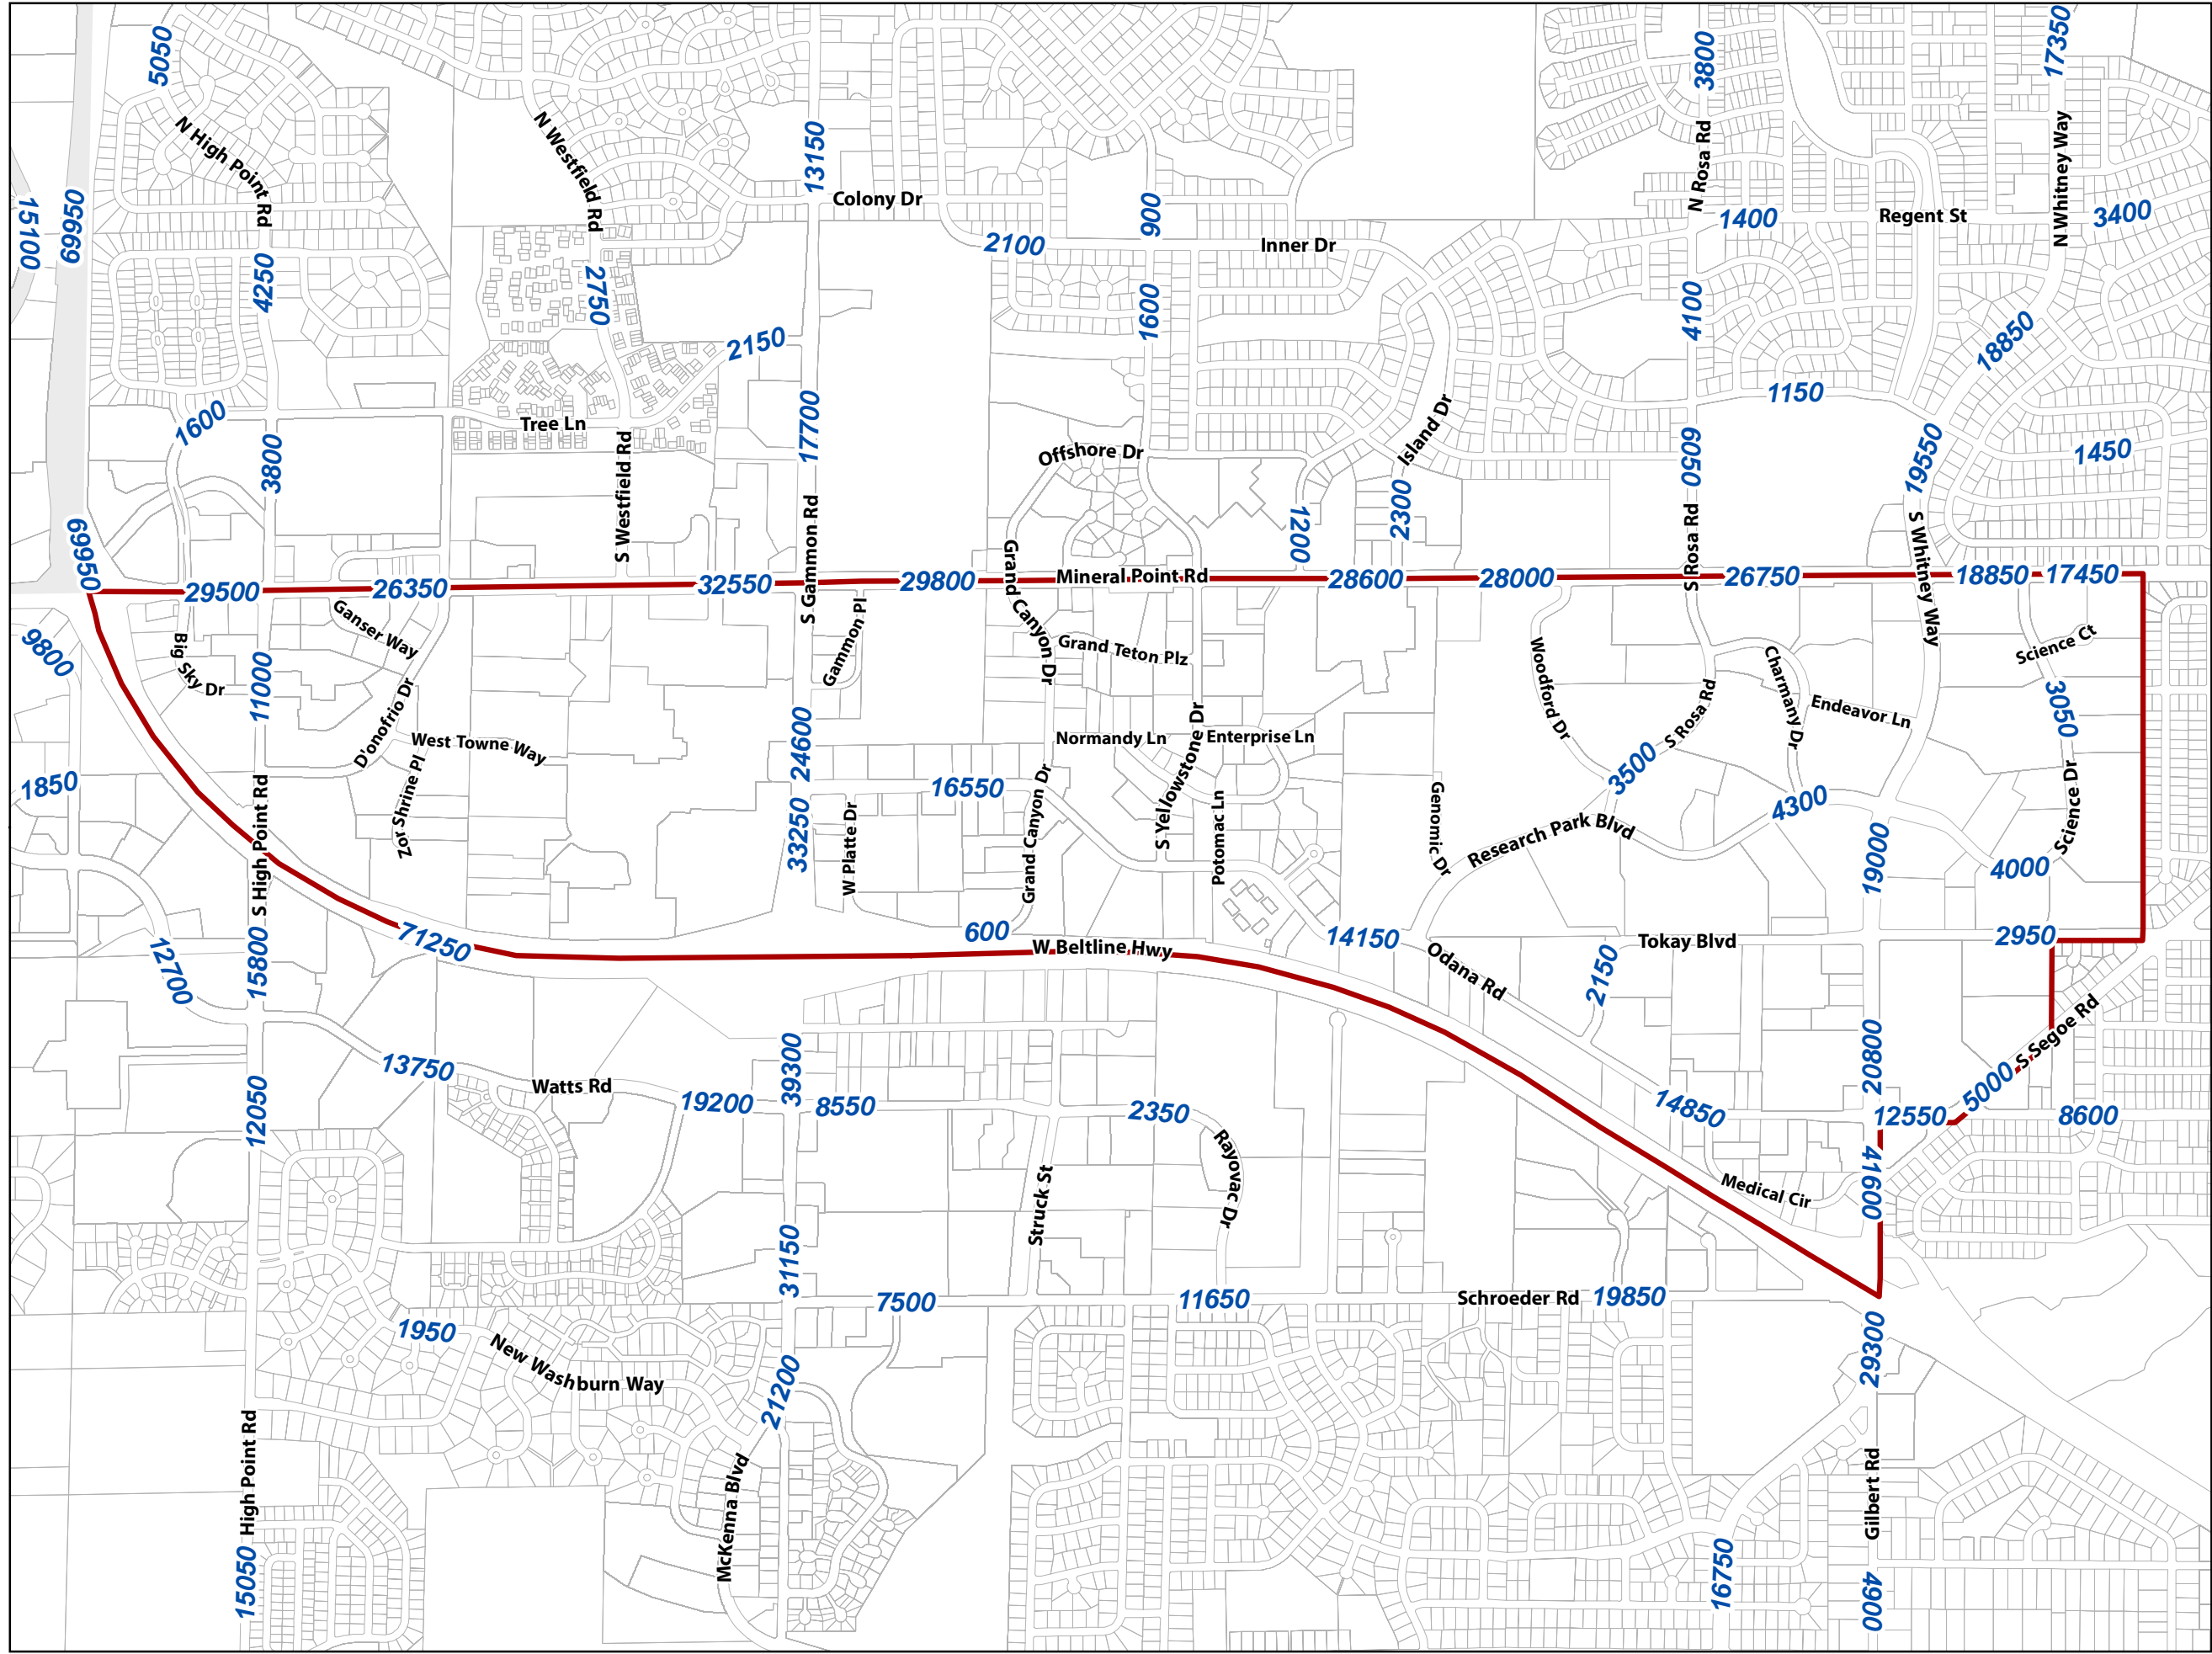 5050
3800
17350
N High Point Rd
N Westfield Rd
13150
N Rosa Rd
N Whitney Way
15100
69950
Colony Dr
900
1400
Regent St
3400
2100
Inner Dr
4250
2750
1600
4100
18850
2150
1150
1600
Tree Ln
17700
Island Dr
3800
S Westfield Rd
Offshore Dr
6050
19550
1450
2300
1200
69950
S Gammon Rd
S Rosa Rd
S Whitney Way
29500
26350
32550
29800
Grand Canyon Dr
Mineral Point Rd
28600
28000
26750
18850
17450
9800
Big Sky Dr
Ganser Way
Gammon Pl
Grand Teton Plz
Woodford Dr
Charmany Dr
Science Ct
11000
D'onofrio Dr
S Rosa Rd
Endeavor Ln
3050
West Towne Way
24600
Normandy Ln
S Yellowstone Dr
Enterprise Ln
3500
1850
S High Point Rd
Zor Shrine Pl
16550
33250
W Platte Dr
Grand Canyon Dr
Potomac Ln
Genomic Dr
Research Park Blvd
4300
Science Dr
19000
4000
12700
15800
71250
600
W Beltline Hwy
14150
Odana Rd
Tokay Blvd
2950
2150
13750
Watts Rd
39300
20800
S Segoe Rd
12050
19200
8550
2350
14850
12550
5000
8600
Struck St
Rayovac Dr
Medical Cir
41600
31150
7500
11650
Schroeder Rd
19850
1950
New Washburn Way
29300
21200
High Point Rd
McKenna Blvd
Gilbert Rd
15050
16750
4900